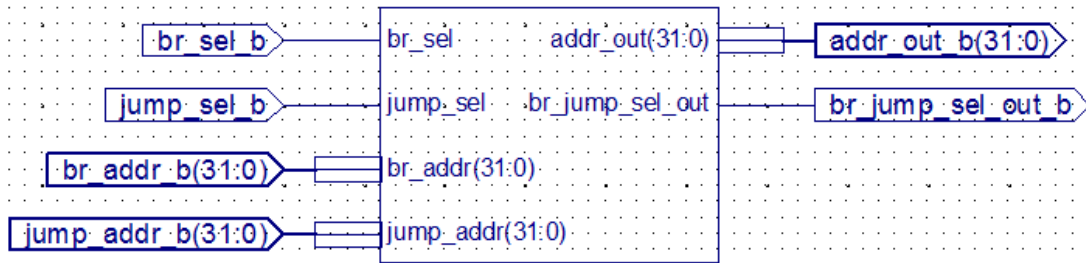 br_sel_b br_sel addr_out(31:0) addr_out_b(31:0)
jump_sel_b jump_sel br_jump_sel_out br_jump_sel_out_b
br_addr_b(31:0) br_addr(31:0)
jump_addr_b(31:0) jump_addr(31:0)